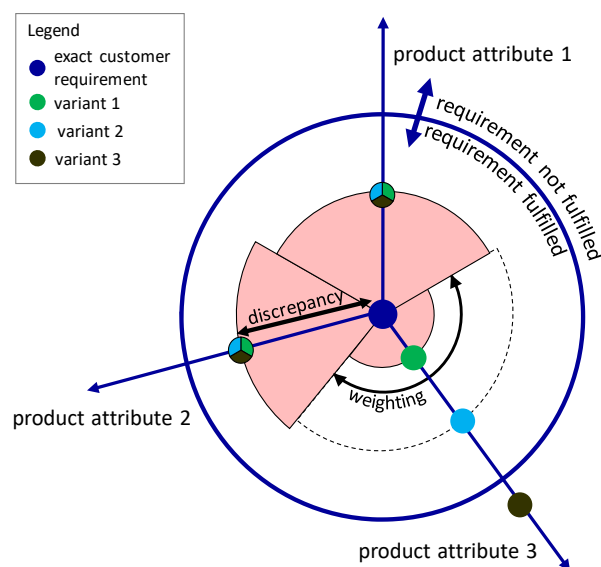 Legend
exact customer
requirement
variant 1
variant 2
variant 3
product attribute 1
requirement not fulfilled
requirement fulfilled
discrepancy
weighting
product attribute 2
product attribute 3